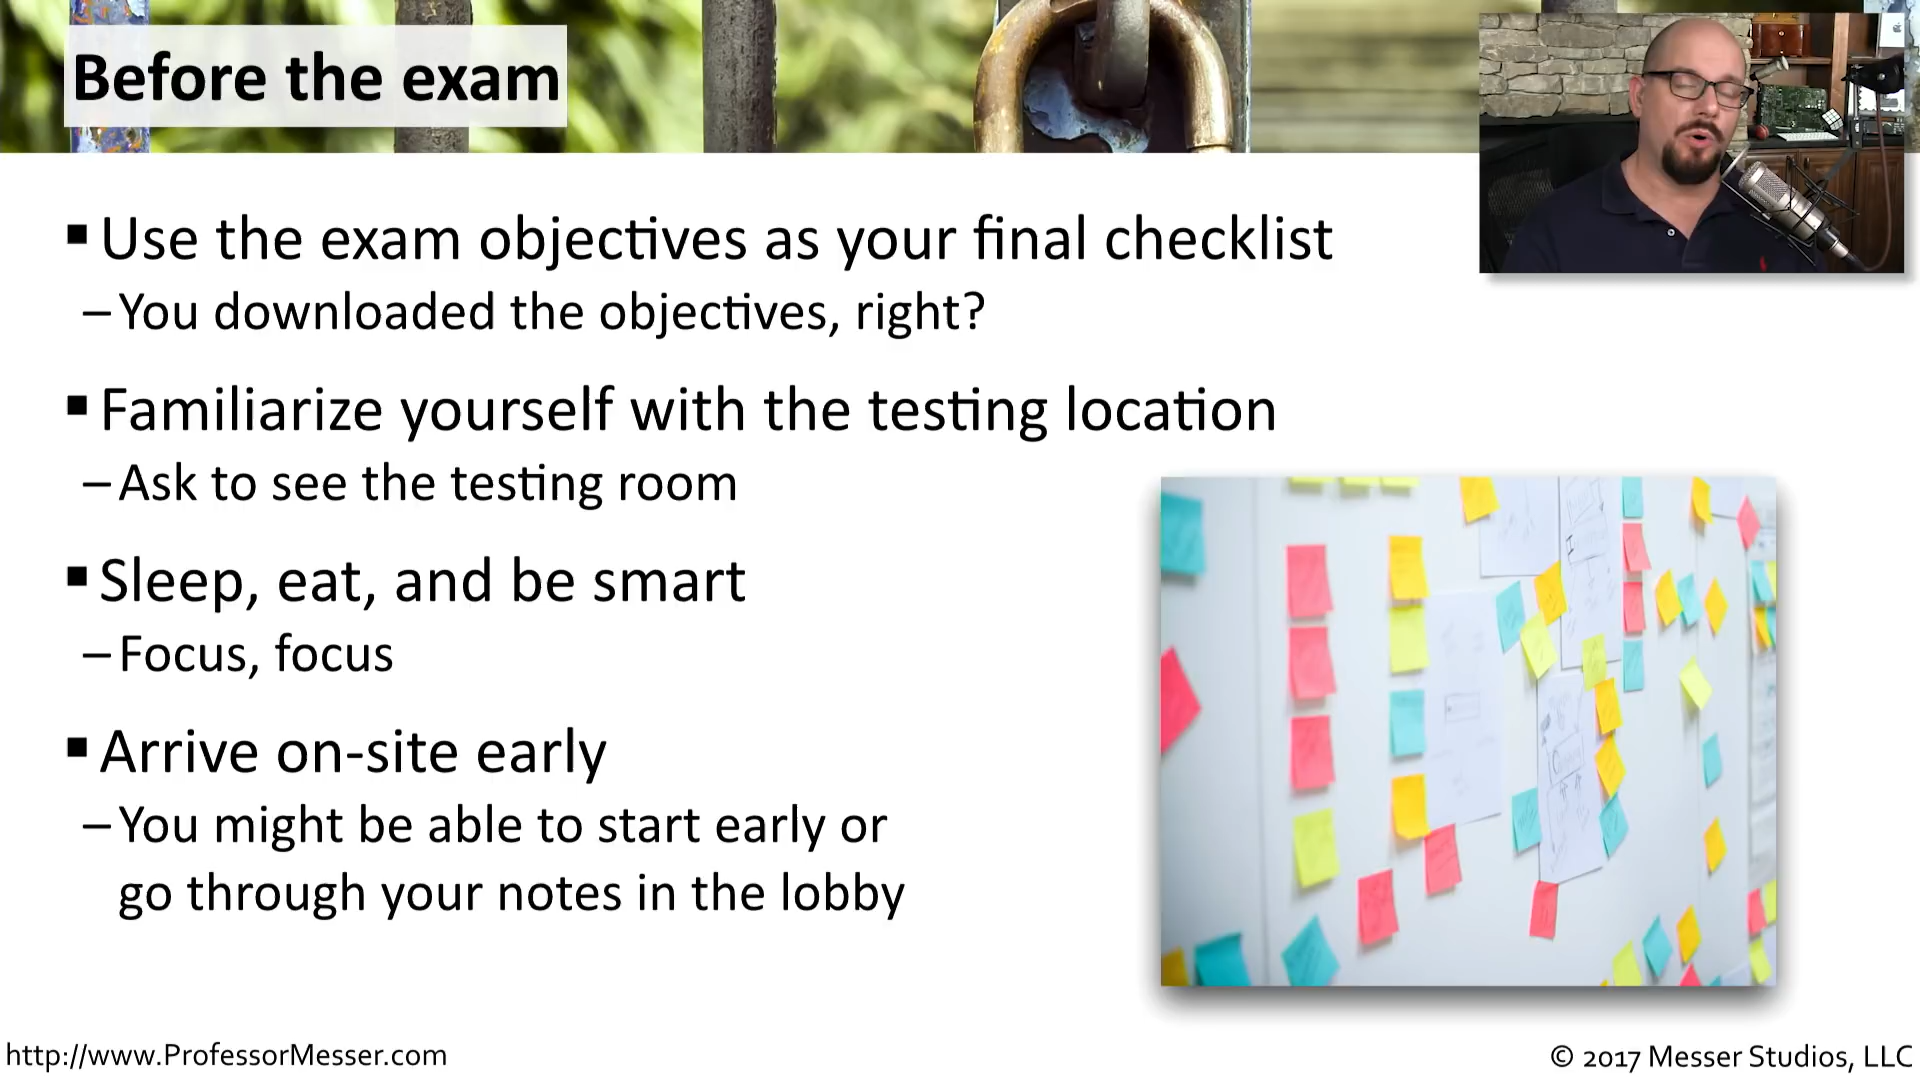 Before the exam
▪ Use the exam objectives as your final checklist
– You downloaded the objectives, right?
▪ Familiarize yourself with the testing location
– Ask to see the testing room
▪ Sleep, eat, and be smart
– Focus, focus
▪ Arrive on-site early
– You might be able to start early or
go through your notes in the lobby
http://www.ProfessorMesser.com
© 2017 Messer Studios, LLC